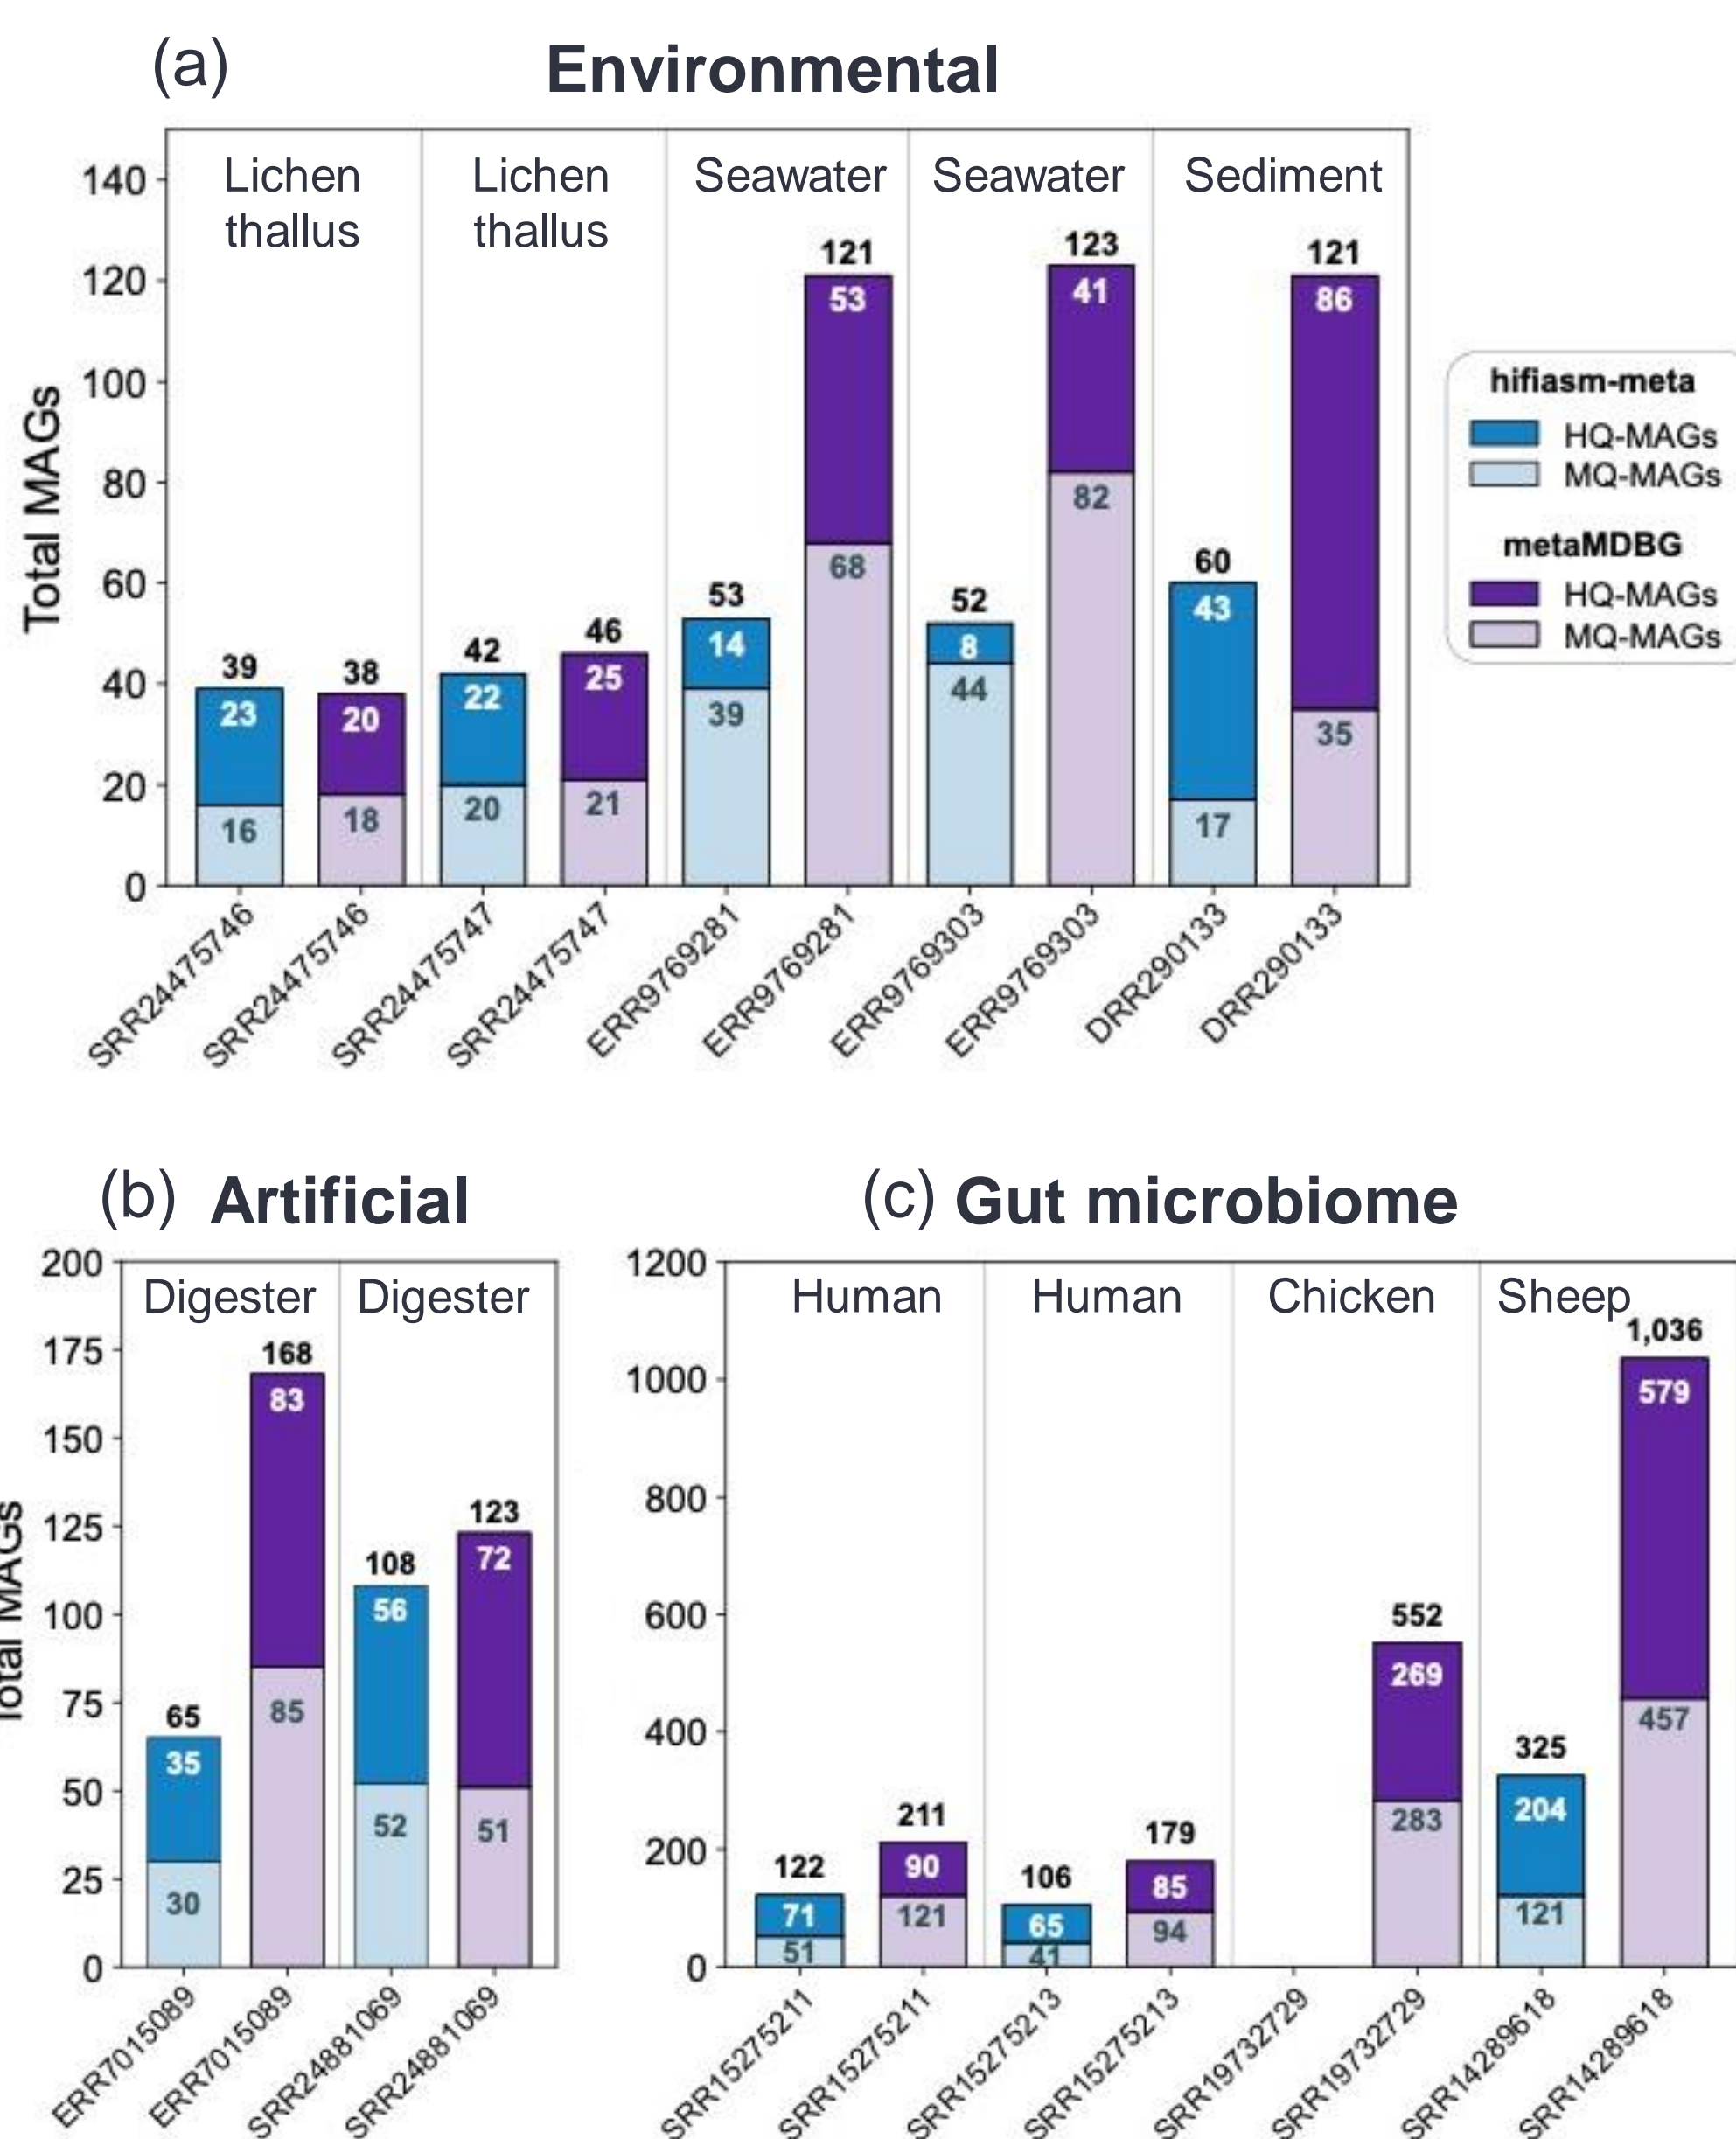 (a) Environmental
Lichen thallus
Lichen thallus
Seawater
Seawater
Sediment
Total MAGs
140
120
100
80
60
40
20
0
39
23
16
38
20
18
42
22
20
46
25
21
53
14
39
121
53
68
52
8
44
123
41
82
60
43
17
121
86
35
SRR24475746
SRR24475746
SRR24475747
SRR24475747
ERR9769281
ERR9769281
ERR9769303
ERR9769303
DRR290133
DRR290133
hifiasm-meta
HQ-MAGs
MQ-MAGs
metaMDBG
HQ-MAGs
MQ-MAGs
(b) Artificial
Digester
Digester
Total MAGs
200
175
150
125
100
75
50
25
0
65
35
30
168
83
85
108
56
52
123
72
51
ERR7015089
ERR7015089
SRR24881069
SRR24881069
(c) Gut microbiome
Human
Human
Chicken
Sheep
1200
1000
800
600
400
200
0
122
71
51
211
90
121
106
65
41
179
85
94
552
269
283
325
204
121
1,036
579
457
SRR15275211
SRR15275211
SRR15275213
SRR15275213
SRR19732729
SRR19732729
SRR14289618
SRR14289618